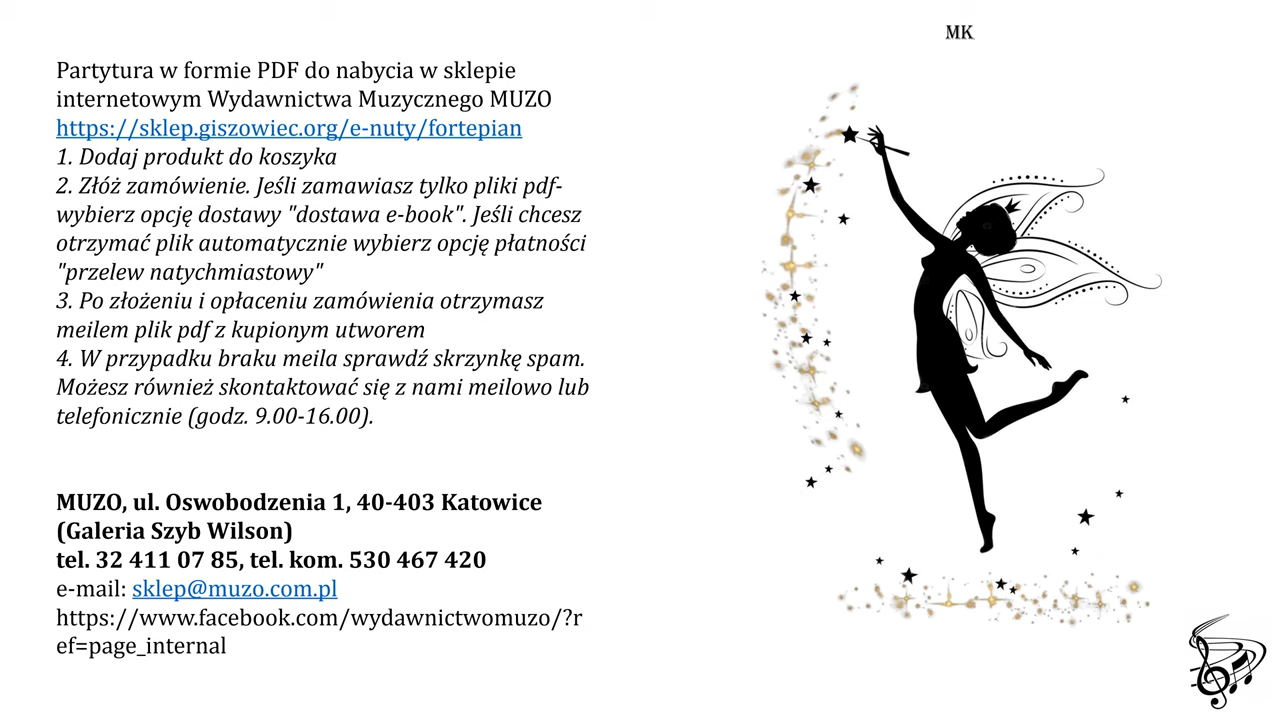 MK
Partytura w formie PDF do nabycia w sklepie
internetowym Wydawnictwa Muzycznego MUZO
https://sklep.giszowiec.org/e-nuty/fortepian
1. Dodaj produkt do koszyka
2. Złóż zamówienie. Jeśli zamawiasz tylko pliki pdf-
wybierz opcję dostawy "dostawa e-book". Jeśli chcesz
otrzymać plik automatycznie wybierz opcję płatności
"przelew natychmiastowy"
3. Po złożeniu i opłaceniu zamówienia otrzymasz
meilem plik pdf z kupionym utworem
4. W przypadku braku meila sprawdź skrzynkę spam.
Możesz również skontaktować się z nami meilowo lub
telefonicznie (godz. 9.00-16.00).
MUZO, ul. Oswobodzenia 1, 40-403 Katowice
(Galeria Szyb Wilson)
tel. 32 411 07 85, tel. kom. 530 467 420
e-mail: sklep@muzo.com.pl
https://www.facebook.com/wydawnictwomuzo/?r
ef=page_internal